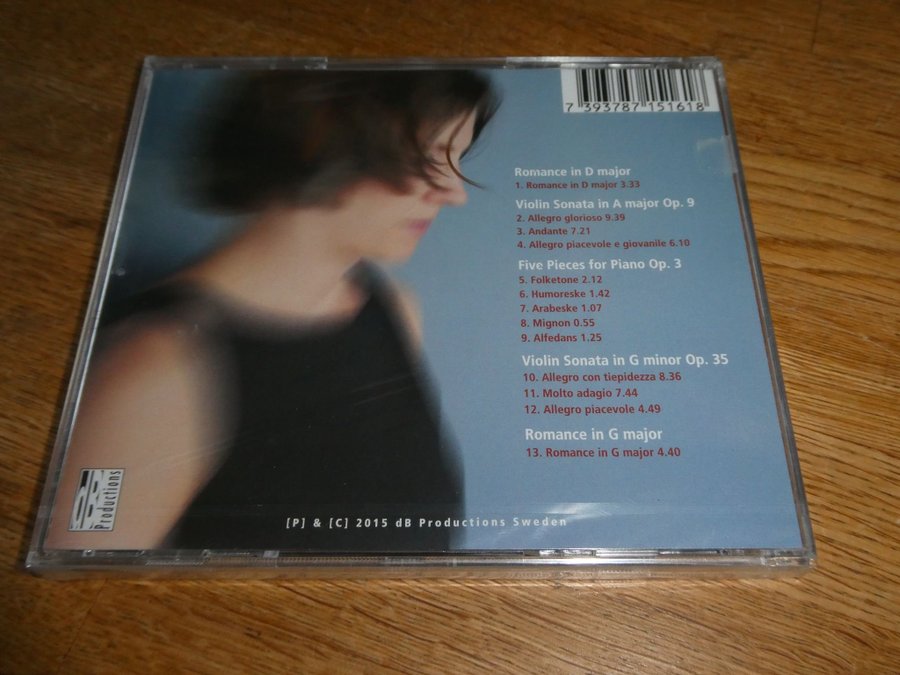 7 393787 151618
Romance in D major
1. Romance in D major 3.33
Violin Sonata in A major Op. 9
2. Allegro glorioso 9.39
3. Andante 7.21
4. Allegro piacevole e giovanile 6.10
Five Pieces for Piano Op. 3
5. Folketone 2.12
6. Humoreske 1.42
7. Arabeske 1.07
8. Mignon 0.55
9. Alfedans 1.25
Violin Sonata in G minor Op. 35
10. Allegro con tiepidezza 8.36
11. Molto adagio 7.44
12. Allegro piacevole 4.49
Romance in G major
13. Romance in G major 4.40
dB Productions
[P] & [C] 2015 dB Productions Sweden